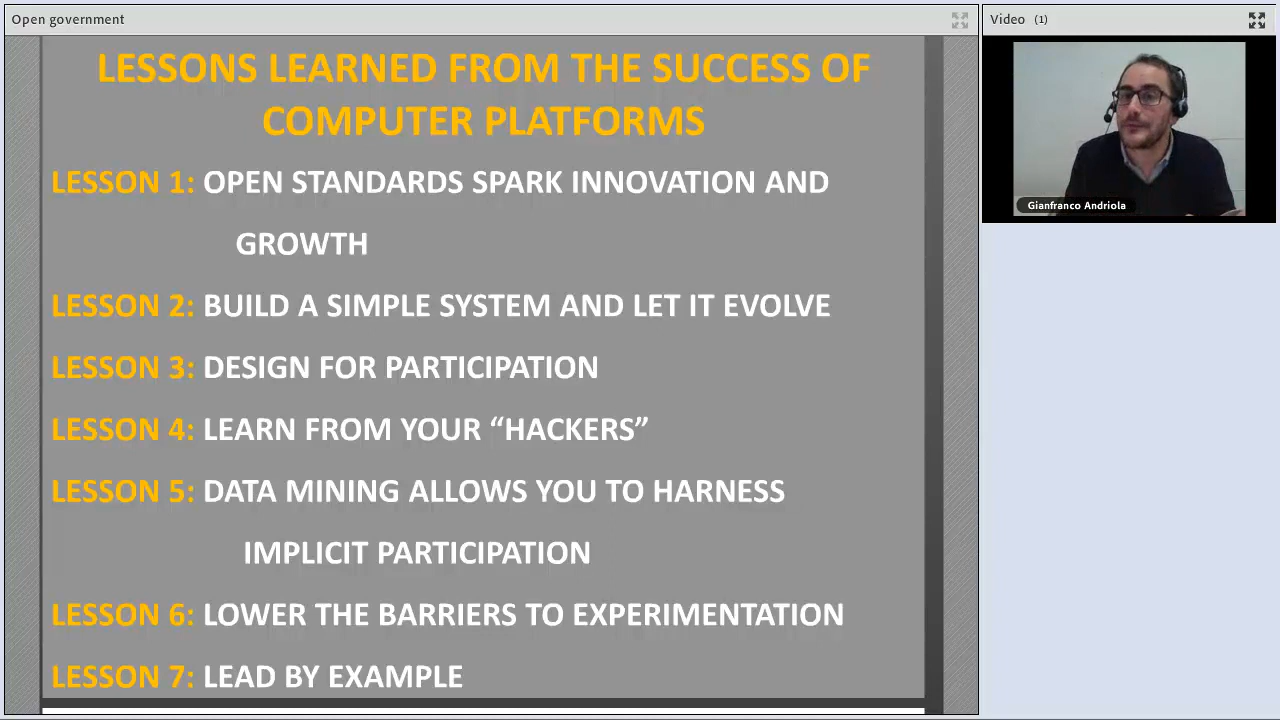 Open government
Video (1)
LESSONS LEARNED FROM THE SUCCESS OF
COMPUTER PLATFORMS
LESSON 1: OPEN STANDARDS SPARK INNOVATION AND
GROWTH
LESSON 2: BUILD A SIMPLE SYSTEM AND LET IT EVOLVE
LESSON 3: DESIGN FOR PARTICIPATION
LESSON 4: LEARN FROM YOUR “HACKERS”
LESSON 5: DATA MINING ALLOWS YOU TO HARNESS
IMPLICIT PARTICIPATION
LESSON 6: LOWER THE BARRIERS TO EXPERIMENTATION
LESSON 7: LEAD BY EXAMPLE
Gianfranco Andriola